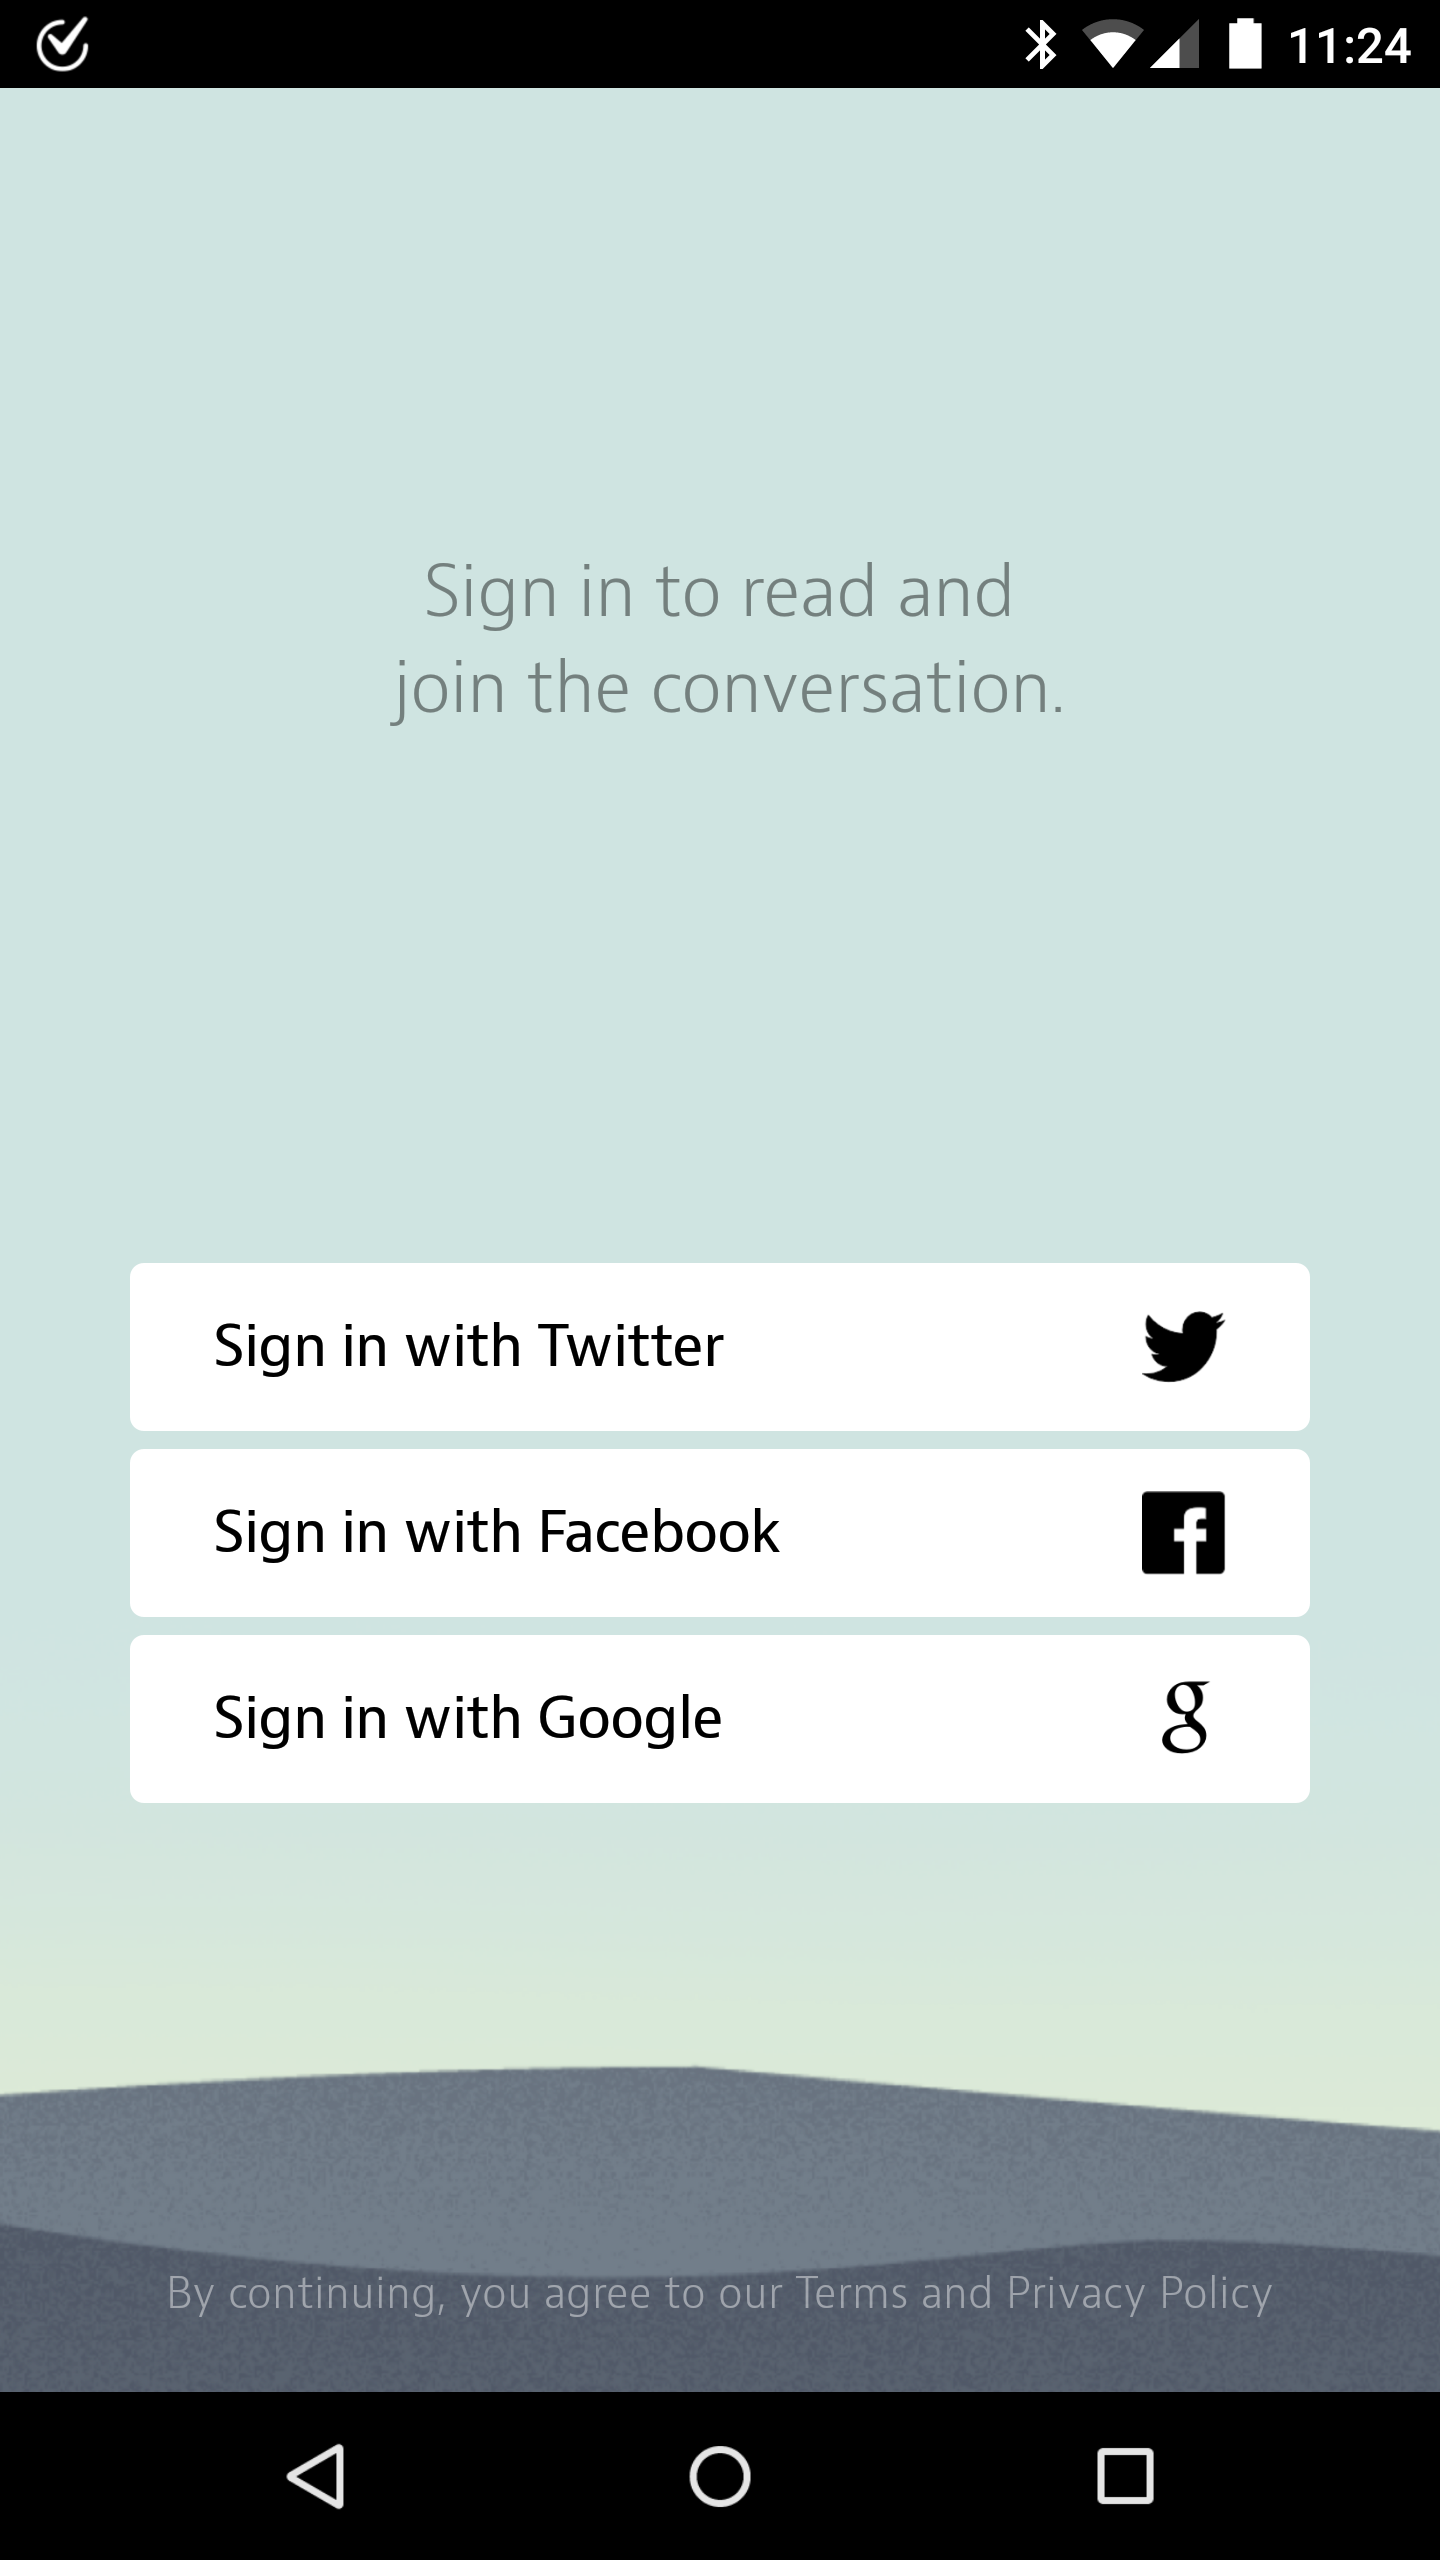 11:24
Sign in to read and
join the conversation.
Sign in with Twitter
Sign in with Facebook
Sign in with Google
By continuing, you agree to our Terms and Privacy Policy